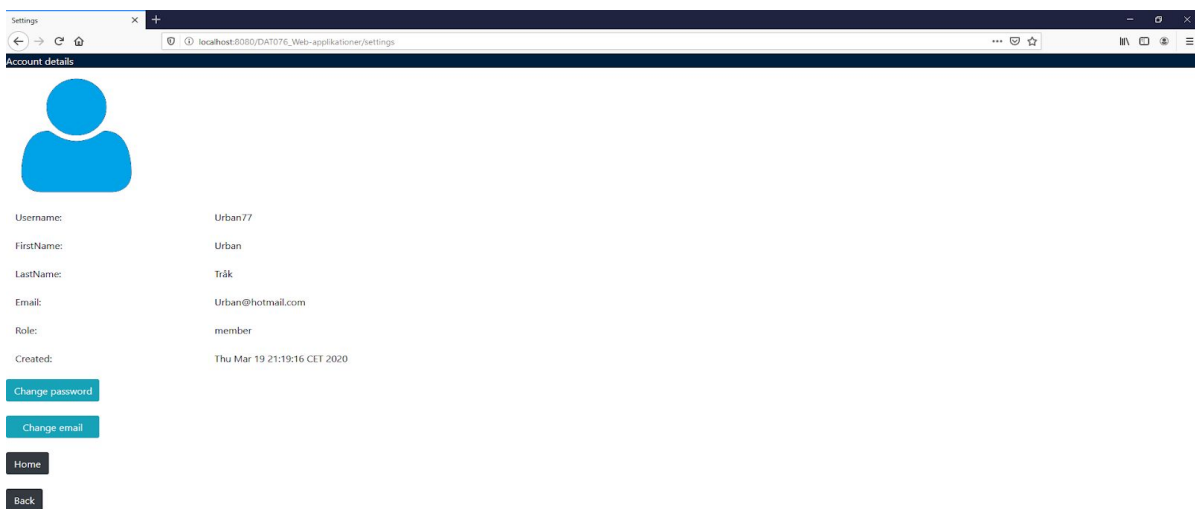 Settings
localhost:8080/DAT076_Web-applikationer/settings
Account details
Username: Urban77
FirstName: Urban
LastName: Tråk
Email: Urban@hotmail.com
Role: member
Created: Thu Mar 19 21:19:16 CET 2020
Change password
Change email
Home
Back